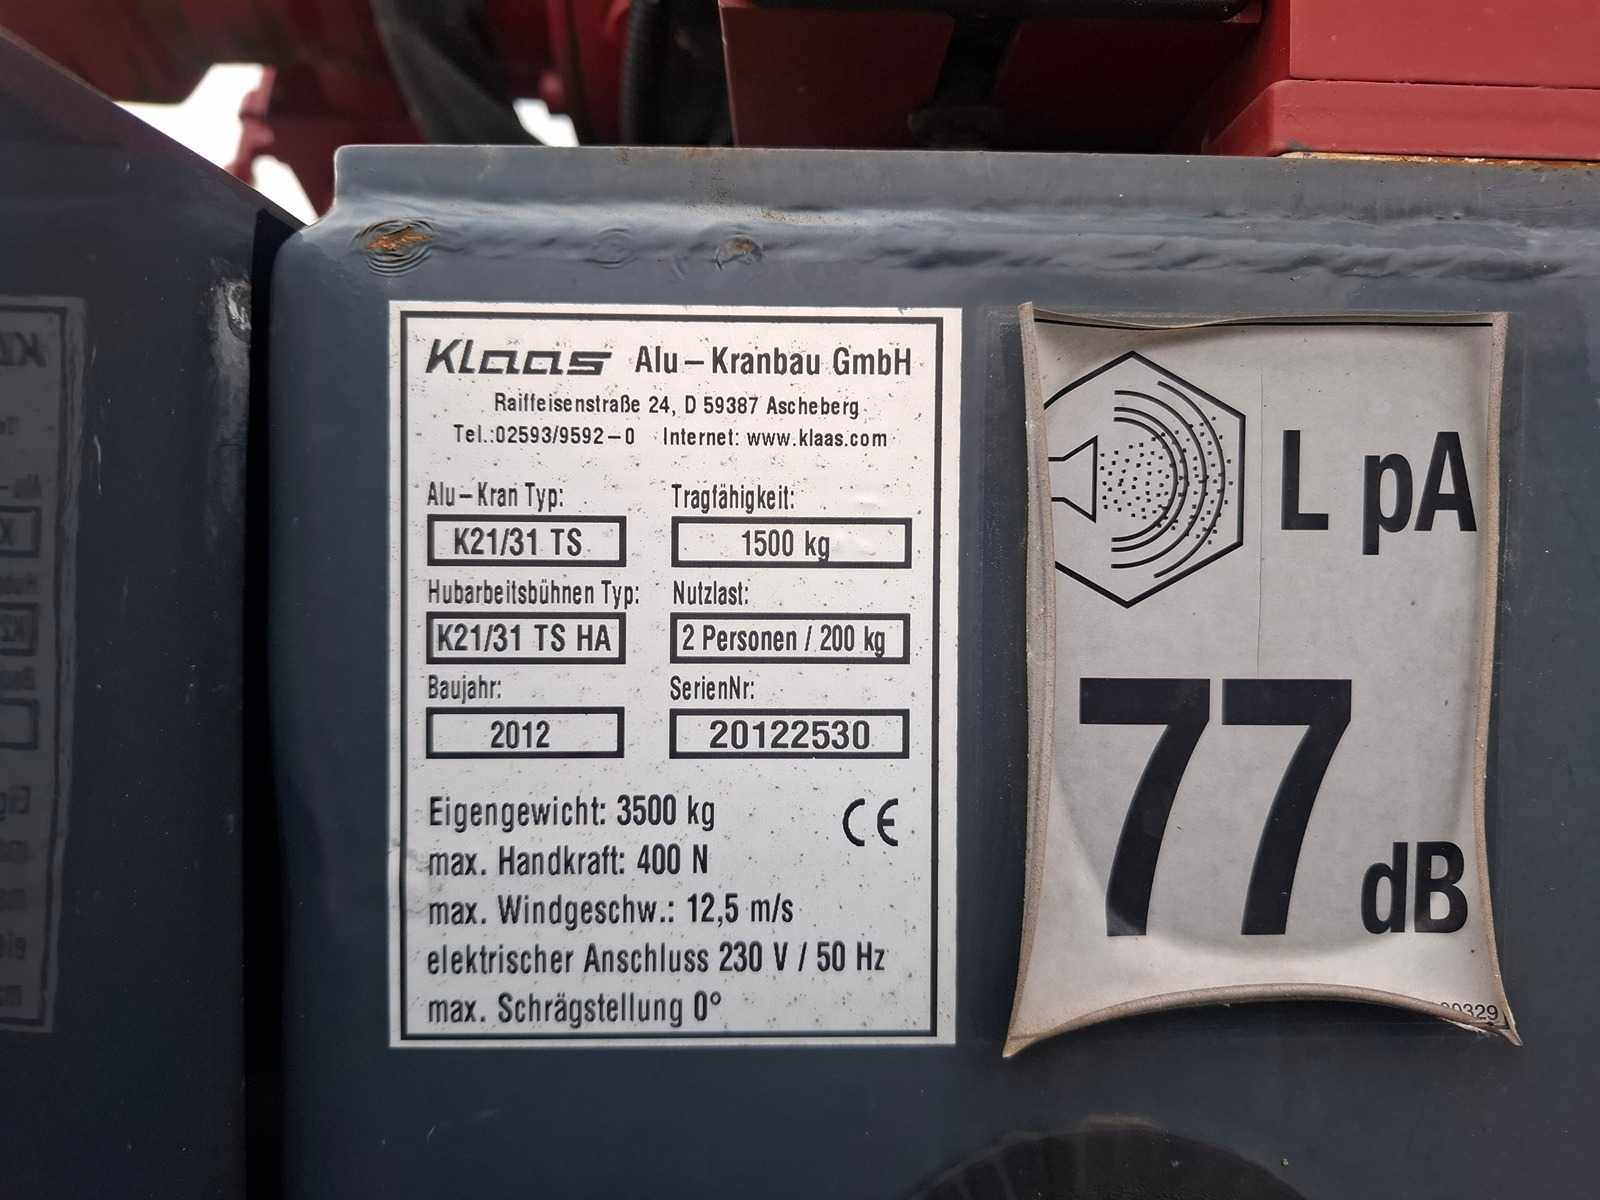 Klaas Alu-Kranbau GmbH
Raiffeisenstraße 24, D 59387 Ascheberg
Tel.:02593/9592-0 Internet: www.klaas.com
Alu-Kran Typ: Tragfähigkeit:
K21/31 TS 1500 kg
Hubarbeitsbühnen Typ: Nutzlast:
K21/31 TS HA 2 Personen / 200 kg
Baujahr: SerienNr:
2012 20122530
Eigengewicht: 3500 kg
CE
max. Handkraft: 400 N
max. Windgeschw.: 12,5 m/s
elektrischer Anschluss 230 V / 50 Hz
max. Schrägstellung 0°
L pA
77
dB